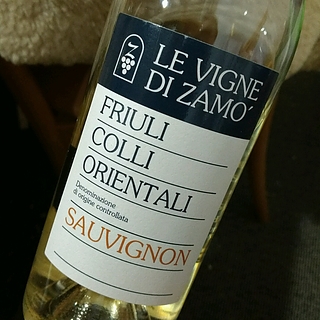 LE VIGNE
DI ZAMO'
FRIULI
COLLI
ORIENTALI
Denominazione
di origine controllata
SAUVIGNON